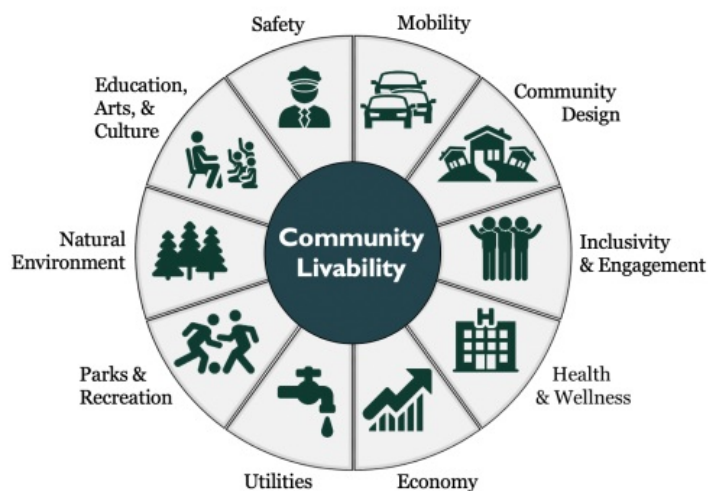 Safety
Mobility
Education,
Arts, &
Culture
Community
Design
Natural
Environment
Community
Livability
Inclusivity
& Engagement
Parks &
Recreation
H
Health
& Wellness
Utilities
Economy